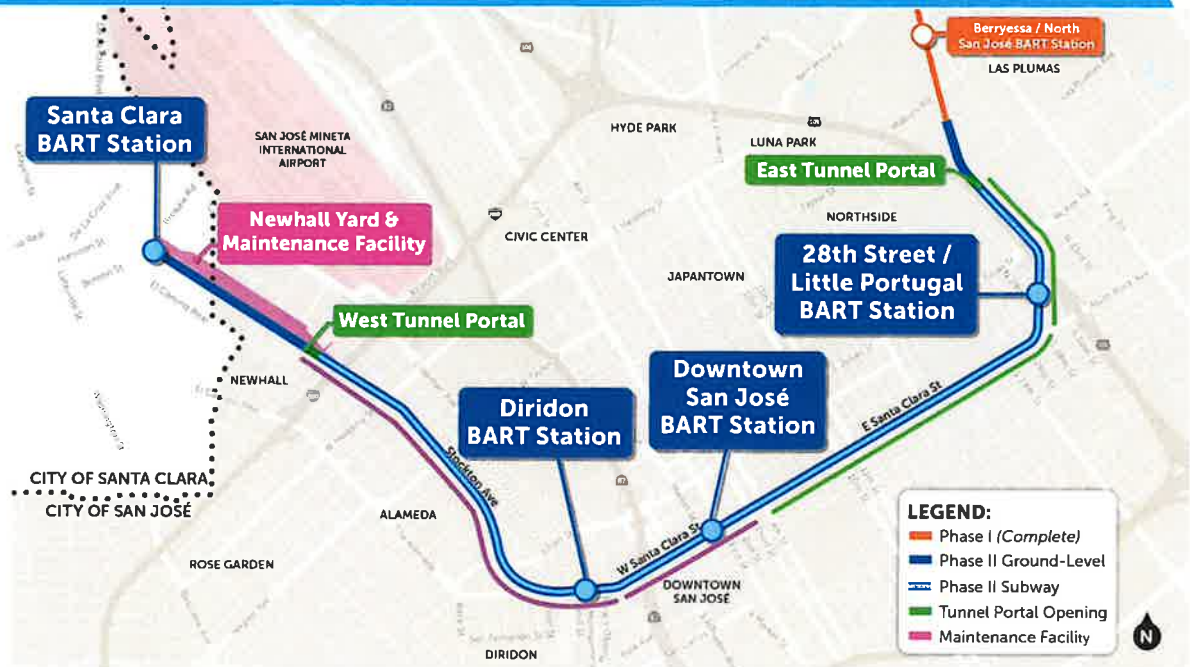 Berryessa / North
San José BART Station
LAS PLUMAS
Santa Clara
BART Station
SAN JOSÉ MINETA
INTERNATIONAL
AIRPORT
HYDE PARK
LUNA PARK
East Tunnel Portal
Newhall Yard &
Maintenance Facility
CIVIC CENTER
NORTHSIDE
JAPANTOWN
28th Street /
Little Portugal
BART Station
West Tunnel Portal
NEWHALL
Diridon
BART Station
Downtown
San José
BART Station
E Santa Clara St
Stockton Ave
CITY OF SANTA CLARA
CITY OF SAN JOSÉ
ALAMEDA
ROSE GARDEN
W Santa Clara St
DOWNTOWN
SAN JOSÉ
DIRIDON
LEGEND:
Phase I (Complete)
Phase II Ground-Level
Phase II Subway
Tunnel Portal Opening
Maintenance Facility
N